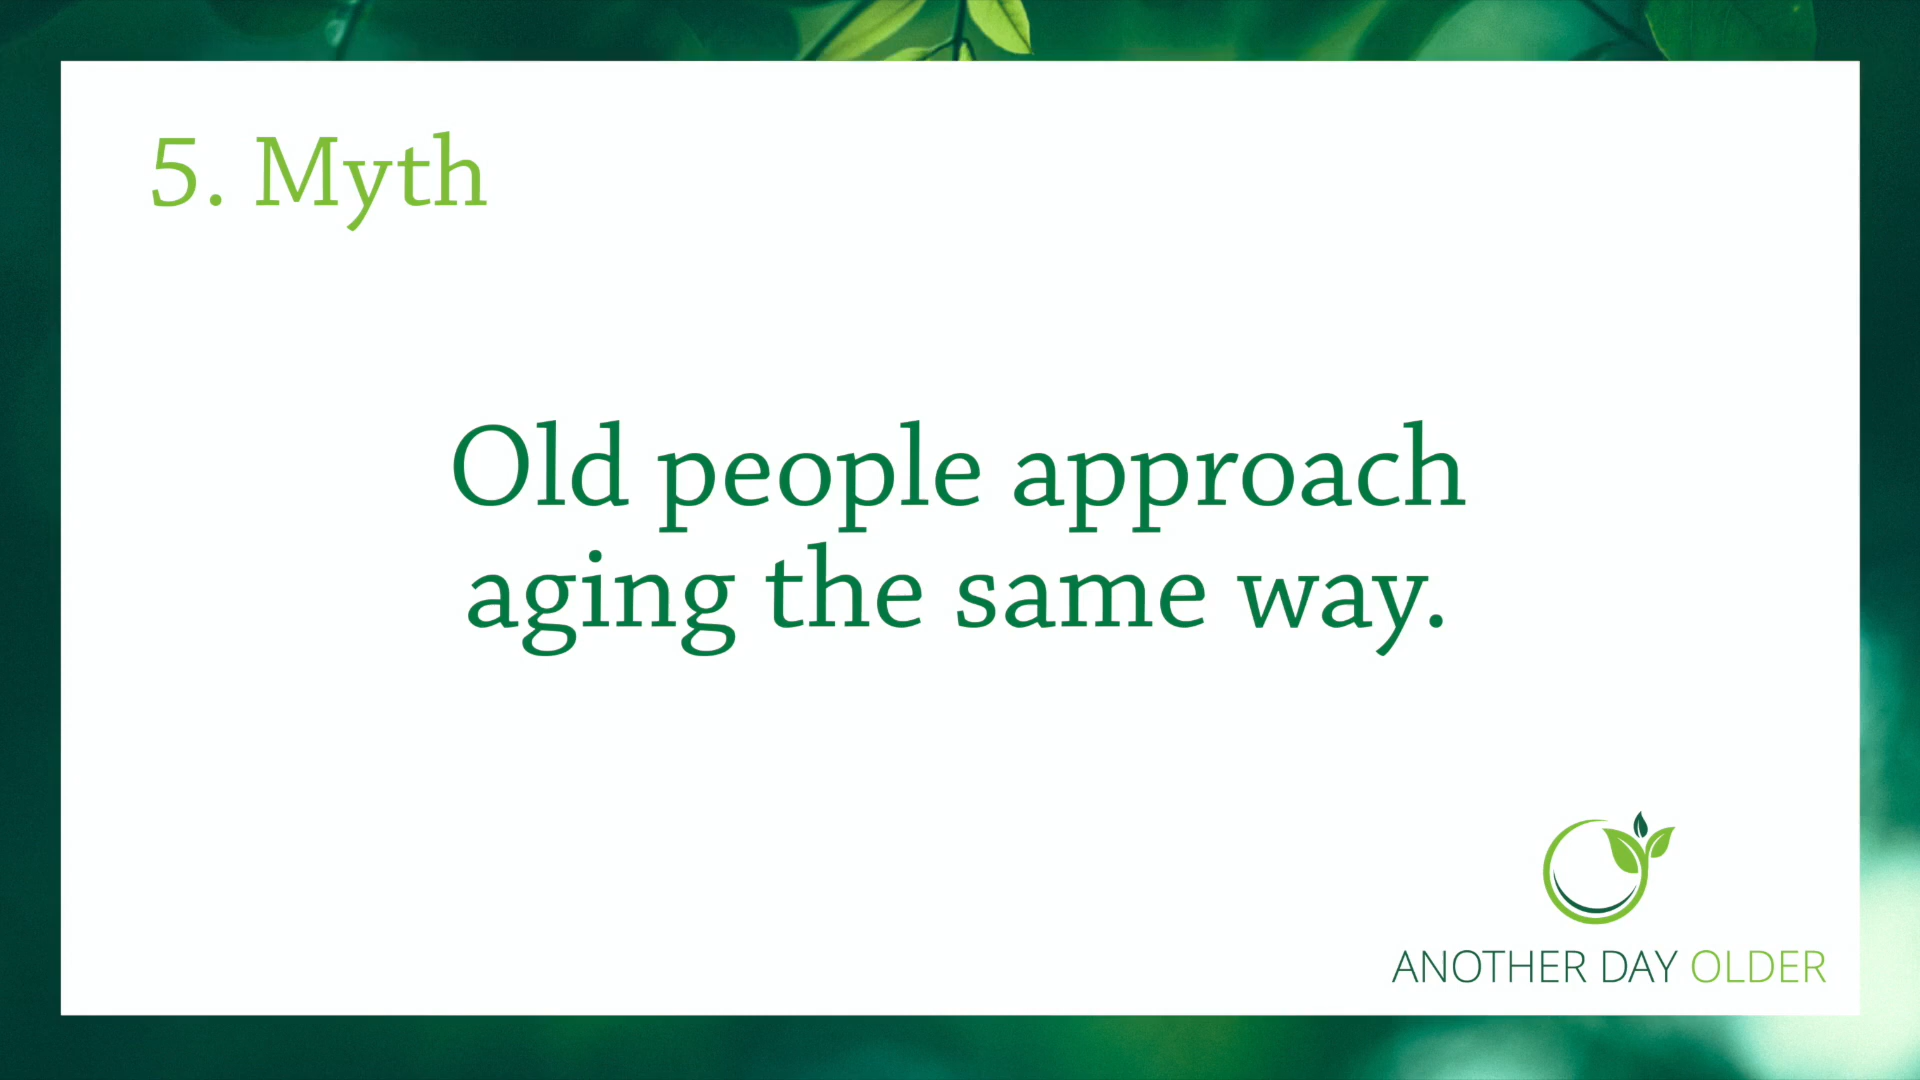 5. Myth
Old people approach
aging the same way.
ANOTHER DAY OLDER